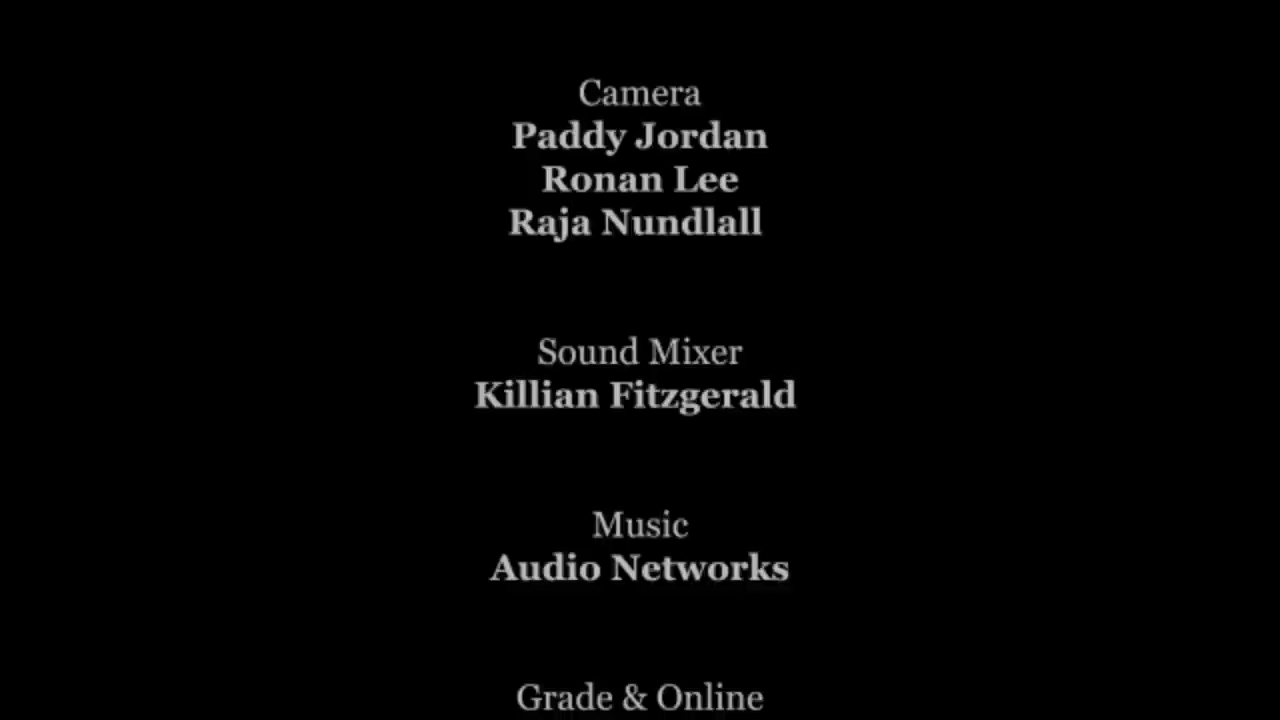 Camera
Paddy Jordan
Ronan Lee
Raja Nundlall
Sound Mixer
Killian Fitzgerald
Music
Audio Networks
Grade & Online